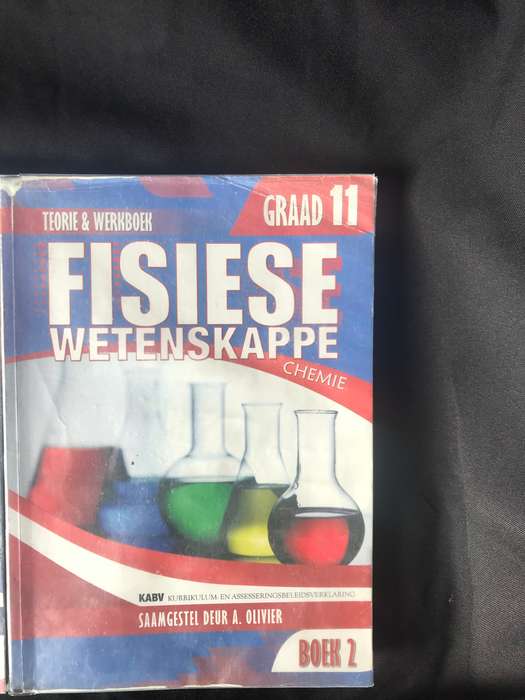 GRAAD 11
TEORIE & WERKBOEK
FISIESE
WETENSKAPPE
CHEMIE
KABV KURRIKULUM- EN ASSESSERINGSBELEIDSVERKLARING
SAAMGESTEL DEUR A. OLIVIER
BOEK 2